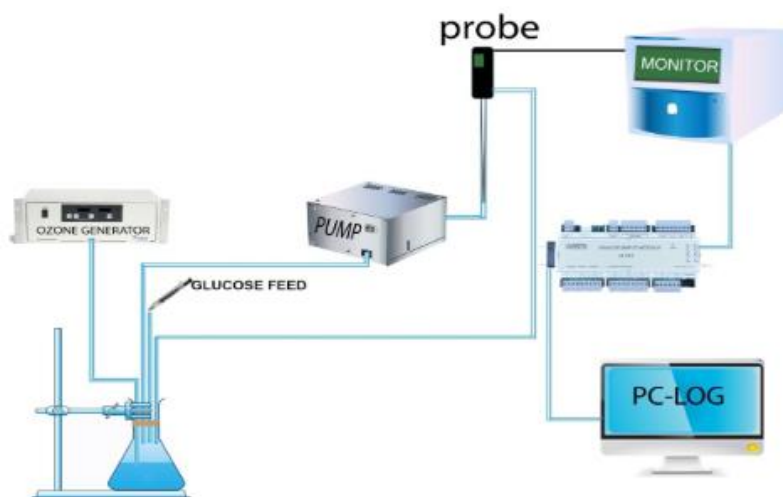 probe
MONITOR
OZONE GENERATOR
PUMP
GLUCOSE FEED
PC-LOG